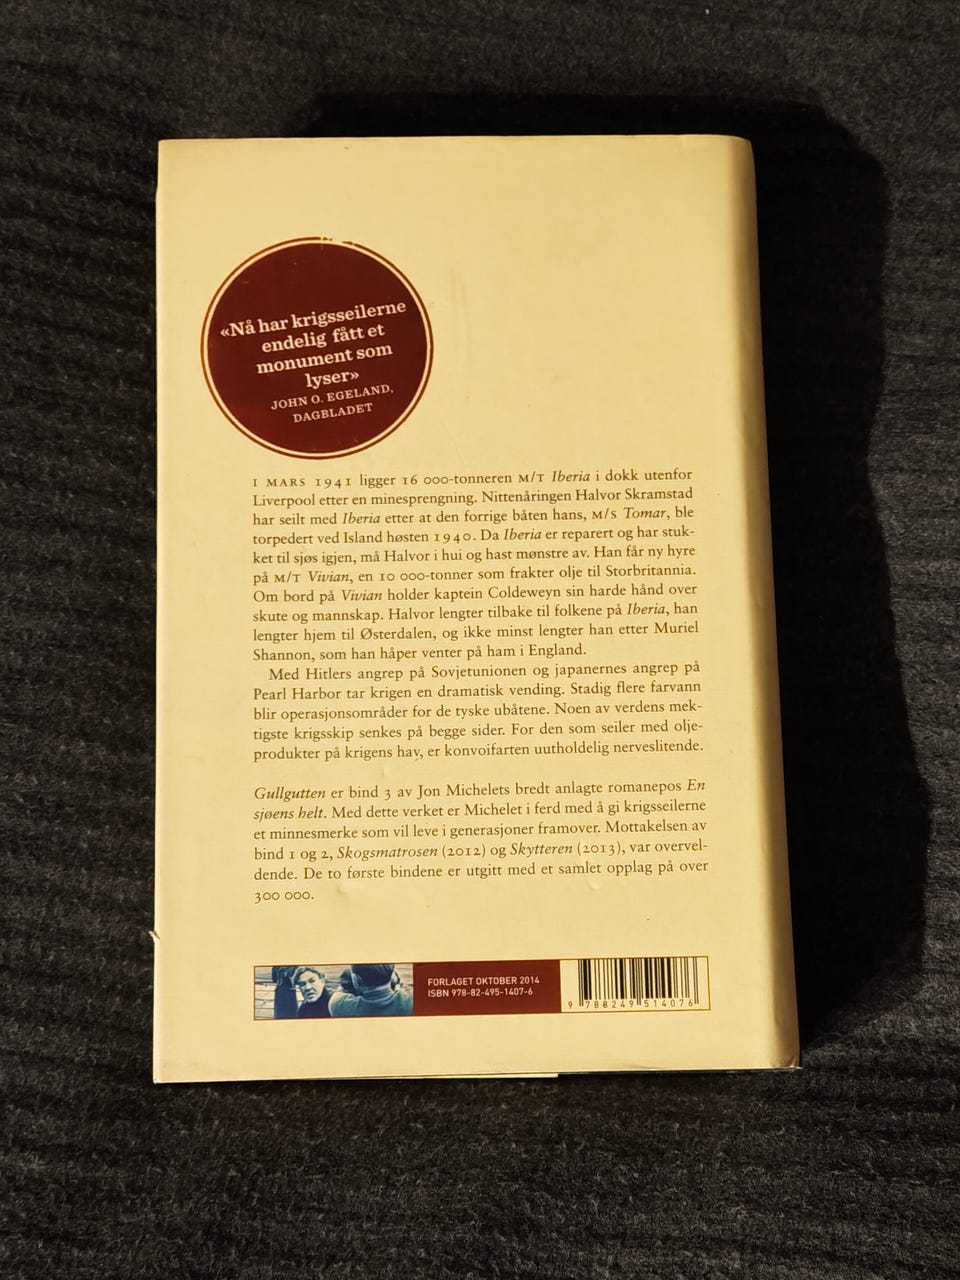 «Nå har krigsseilerne
endelig fått et
monument som
lyser»
JOHN O. EGELAND,
DAGBLADET
I MARS 1941 ligger 16 000-tonneren M/T Iberia i dokk utenfor
Liverpool etter en minesprengning. Nittenåringen Halvor Skramstad
har seilt med Iberia etter at den forrige båten hans, M/S Tomar, ble
torpedert ved Island høsten 1940. Da Iberia er reparert og har stuk-
ket til sjøs igjen, må Halvor i hui og hast mønstre av. Han får ny hyre
på M/T Vivian, en 10 000-tonner som frakter olje til Storbritannia.
Om bord på Vivian holder kaptein Coldeweyn sin harde hånd over
skute og mannskap. Halvor lengter tilbake til folkene på Iberia, han
lengter hjem til Østerdalen, og ikke minst lengter han etter Muriel
Shannon, som han håper venter på ham i England.
Med Hitlers angrep på Sovjetunionen og japanernes angrep på
Pearl Harbor tar krigen en dramatisk vending. Stadig flere farvann
blir operasjonsområder for de tyske ubåtene. Noen av verdens mek-
tigste krigsskip senkes på begge sider. For den som seiler med olje-
produkter på krigens hav, er konvoifarten uutholdelig nerveslitende.
Gullgutten er bind 3 av Jon Michelets bredt anlagte romanepos En
sjøens helt. Med dette verket er Michelet i ferd med å gi krigsseilerne
et minnesmerke som vil leve i generasjoner framover. Mottakelsen av
bind 1 og 2, Skogsmatrosen (2012) og Skytteren (2013), var overvel-
dende. De to første bindene er utgitt med et samlet opplag på over
300 000.
FORLAGET OKTOBER 2014
ISBN 978-82-495-1407-6
9 788249 514076